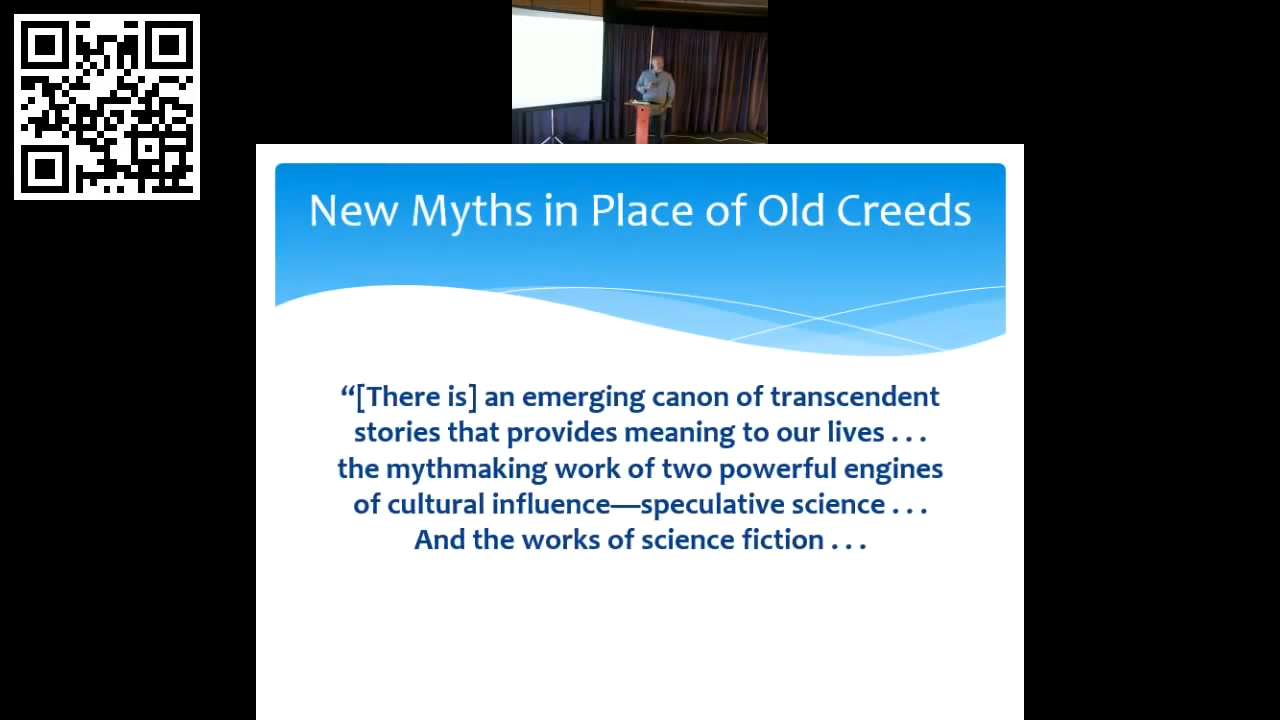 New Myths in Place of Old Creeds
“[There is] an emerging canon of transcendent
stories that provides meaning to our lives . . .
the mythmaking work of two powerful engines
of cultural influence—speculative science . . .
And the works of science fiction . . .